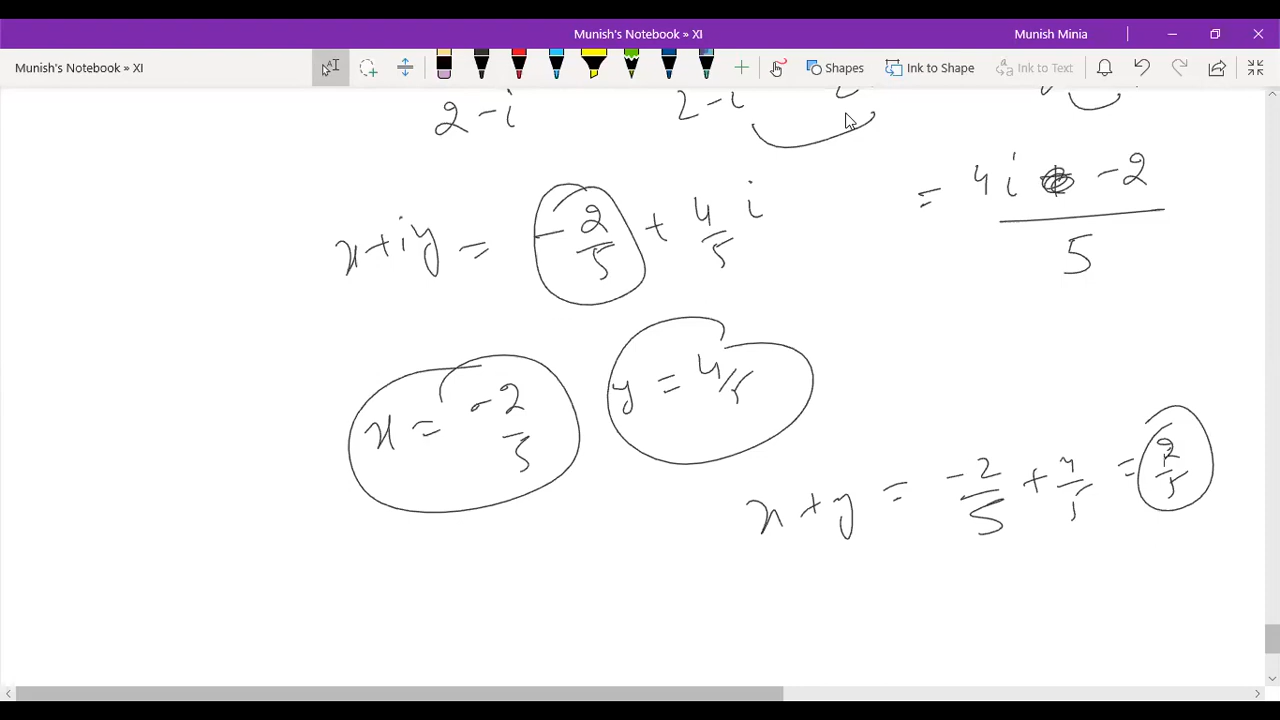 Munish's Notebook » XI
Munish Minia
Munish's Notebook » XI
Shapes
Ink to Shape
Ink to Text
2 - i
2 - i
= 4i - 2 / 5
x + iy = - 2/5 + 4/5 i
x = -2/5
y = 4/5
x + y = -2/5 + 4/5 = 2/5